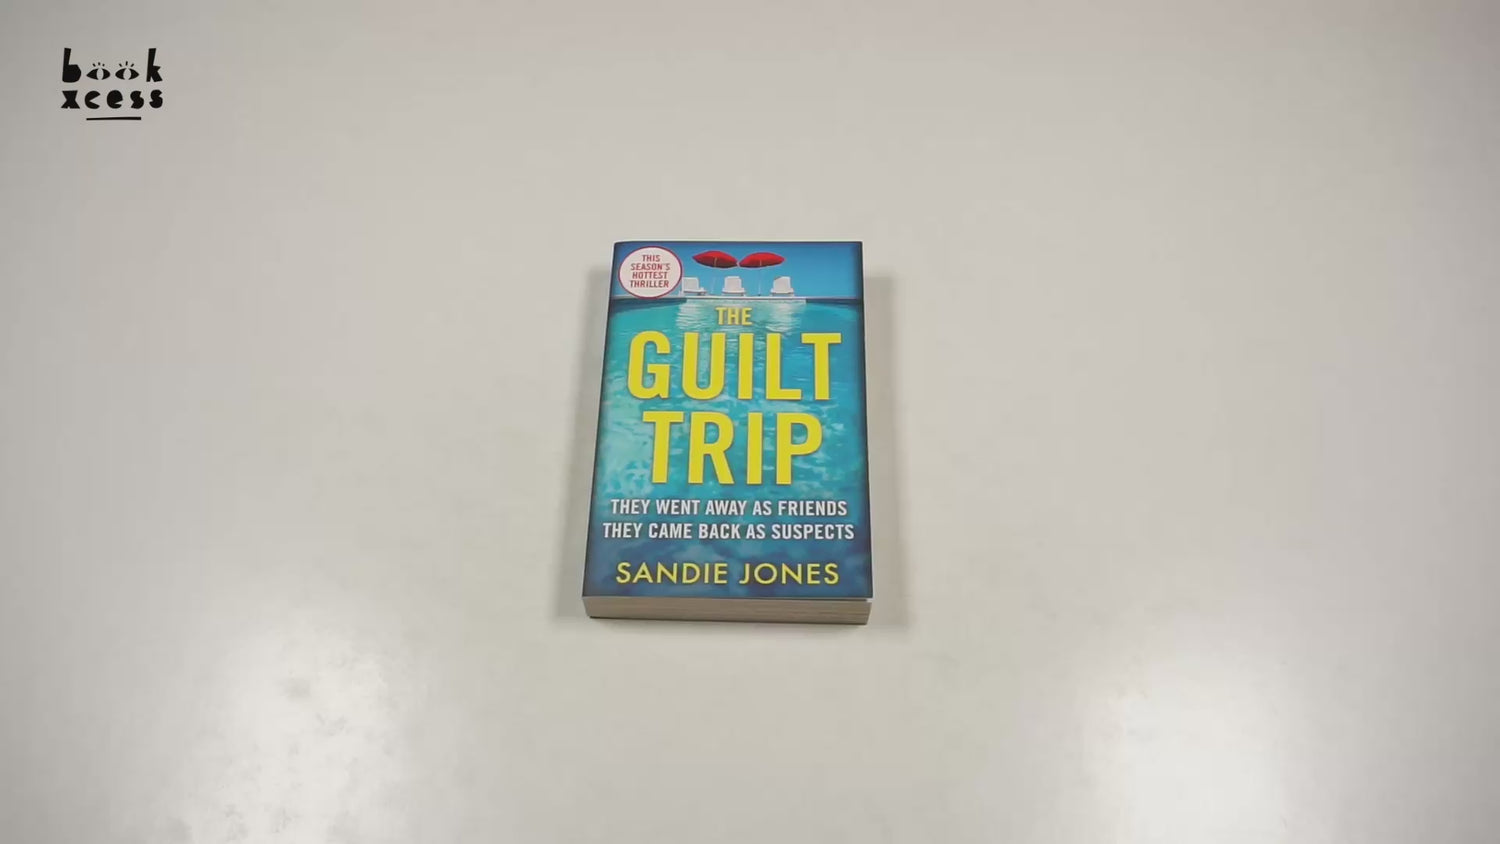 book
xcess
THIS
SEASON'S
HOTTEST
THRILLER
THE
GUILT
TRIP
THEY WENT AWAY AS FRIENDS
THEY CAME BACK AS SUSPECTS
SANDIE JONES